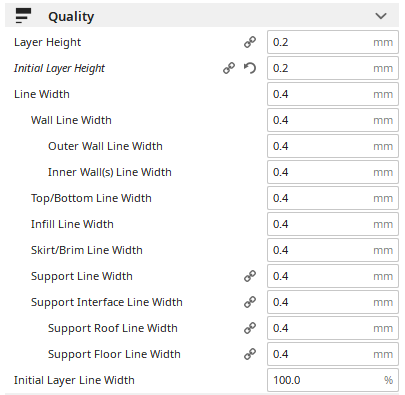 Quality
Layer Height 0.2 mm
Initial Layer Height 0.2 mm
Line Width 0.4 mm
Wall Line Width 0.4 mm
Outer Wall Line Width 0.4 mm
Inner Wall(s) Line Width 0.4 mm
Top/Bottom Line Width 0.4 mm
Infill Line Width 0.4 mm
Skirt/Brim Line Width 0.4 mm
Support Line Width 0.4 mm
Support Interface Line Width 0.4 mm
Support Roof Line Width 0.4 mm
Support Floor Line Width 0.4 mm
Initial Layer Line Width 100.0 %